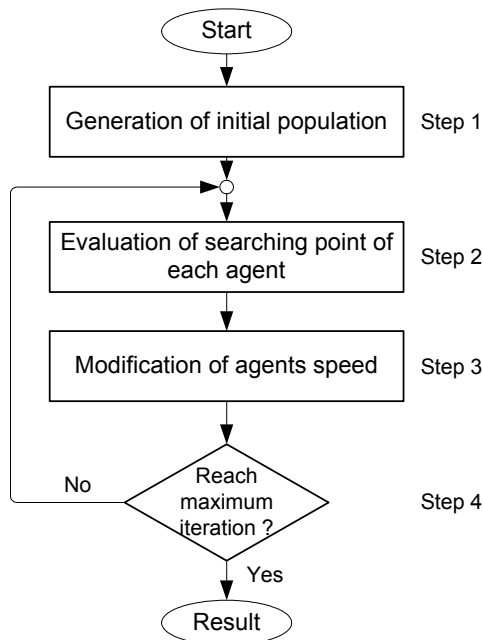 Start
Generation of initial population
Step 1
Evaluation of searching point of
each agent
Step 2
Modification of agents speed
Step 3
Reach
maximum
iteration ?
Step 4
No
Yes
Result